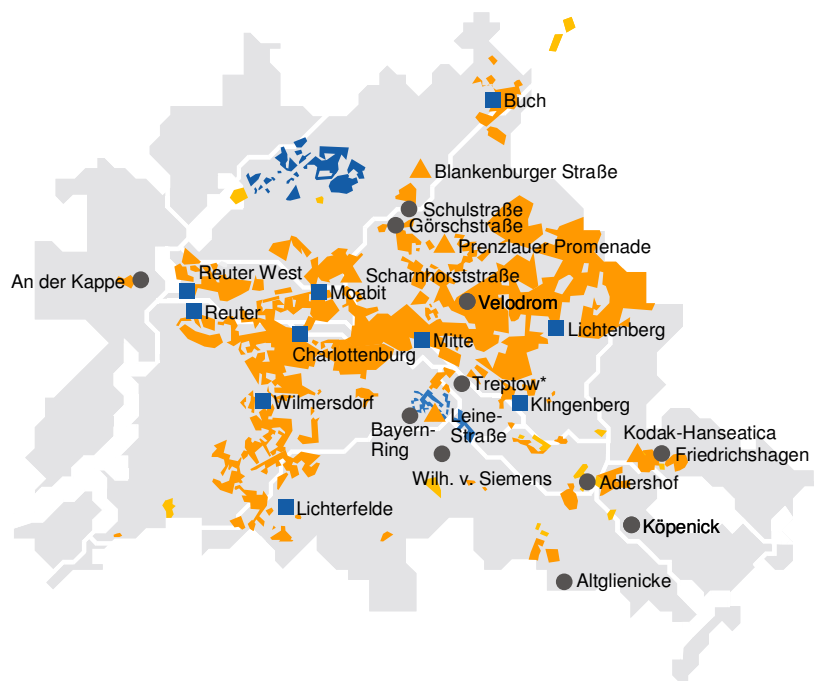 Buch
Blankenburger Straße
Schulstraße
Görschstraße
Prenzlauer Promenade
An der Kappe
Reuter West
Scharnhorststraße
Moabit
Velodrom
Reuter
Lichtenberg
Charlottenburg
Mitte
Treptow*
Wilmersdorf
Klingenberg
Bayern-
Ring
Leine-
Straße
Kodak-Hanseatica
Friedrichshagen
Wilh. v. Siemens
Adlershof
Lichterfelde
Köpenick
Altglienicke